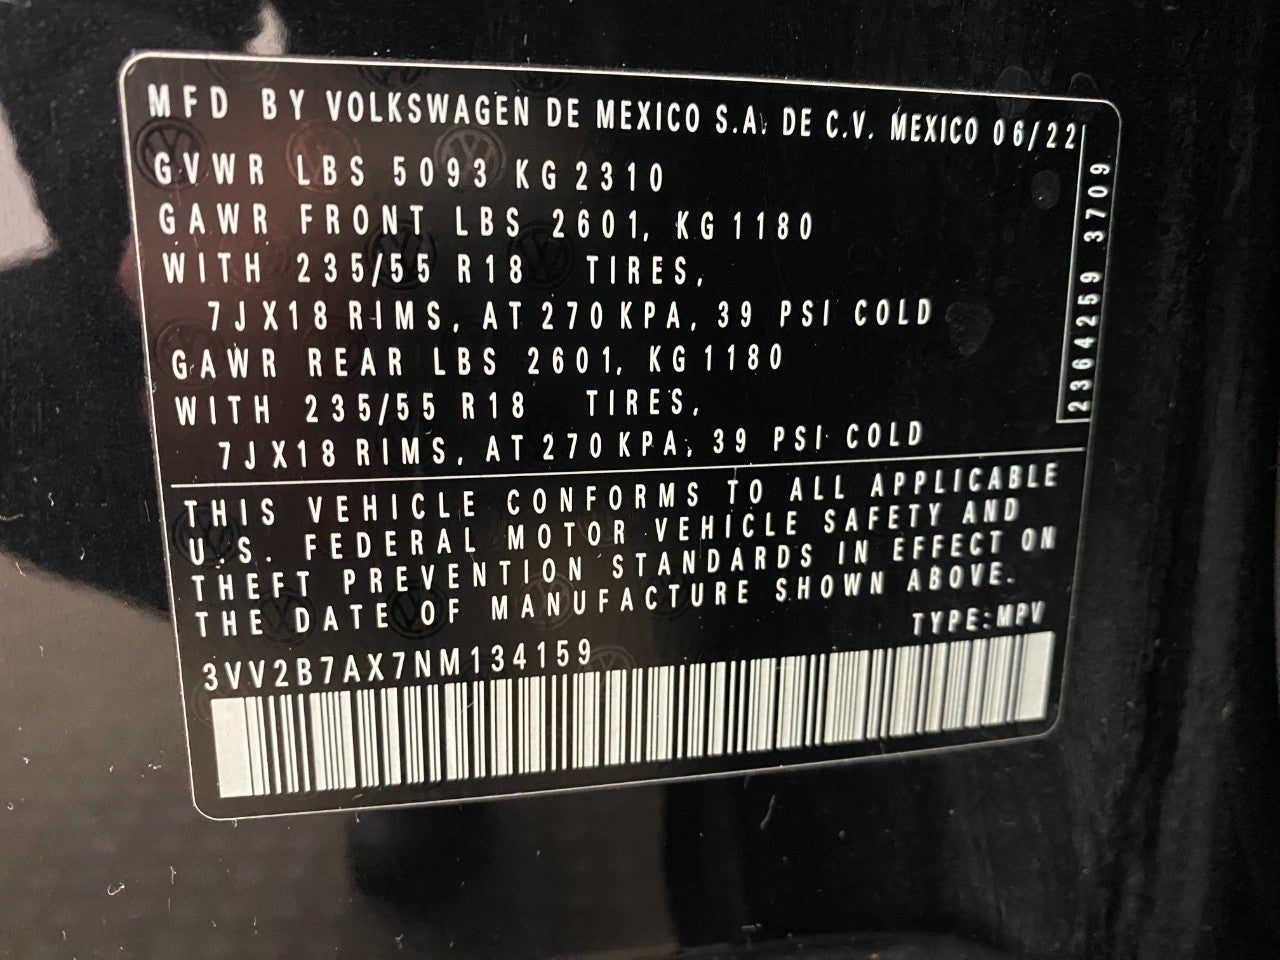 MFD BY VOLKSWAGEN DE MEXICO S.A. DE C.V. MEXICO 06/22
GVWR LBS 5093 KG 2310
GAWR FRONT LBS 2601, KG 1180
WITH 235/55 R18 TIRES,
7JX18 RIMS, AT 270 KPA, 39 PSI COLD
GAWR REAR LBS 2601, KG 1180
WITH 235/55 R18 TIRES,
7JX18 RIMS, AT 270 KPA, 39 PSI COLD
2364259 3709
THIS VEHICLE CONFORMS TO ALL APPLICABLE
U.S. FEDERAL MOTOR VEHICLE SAFETY AND
THEFT PREVENTION STANDARDS IN EFFECT ON
THE DATE OF MANUFACTURE SHOWN ABOVE.
TYPE:MPV
3VV2B7AX7NM134159